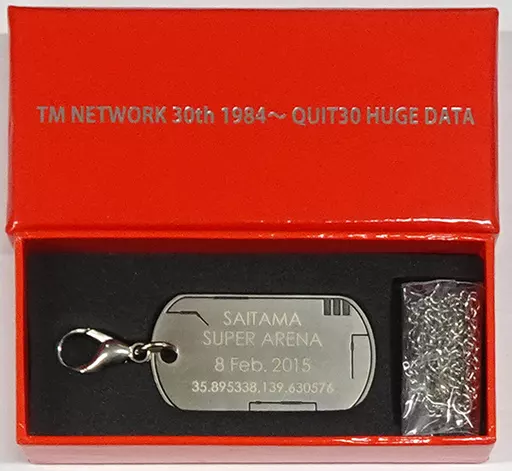 TM NETWORK 30th 1984〜 QUIT30 HUGE DATA
SAITAMA
SUPER ARENA
8 Feb. 2015
35.895338,139.630576